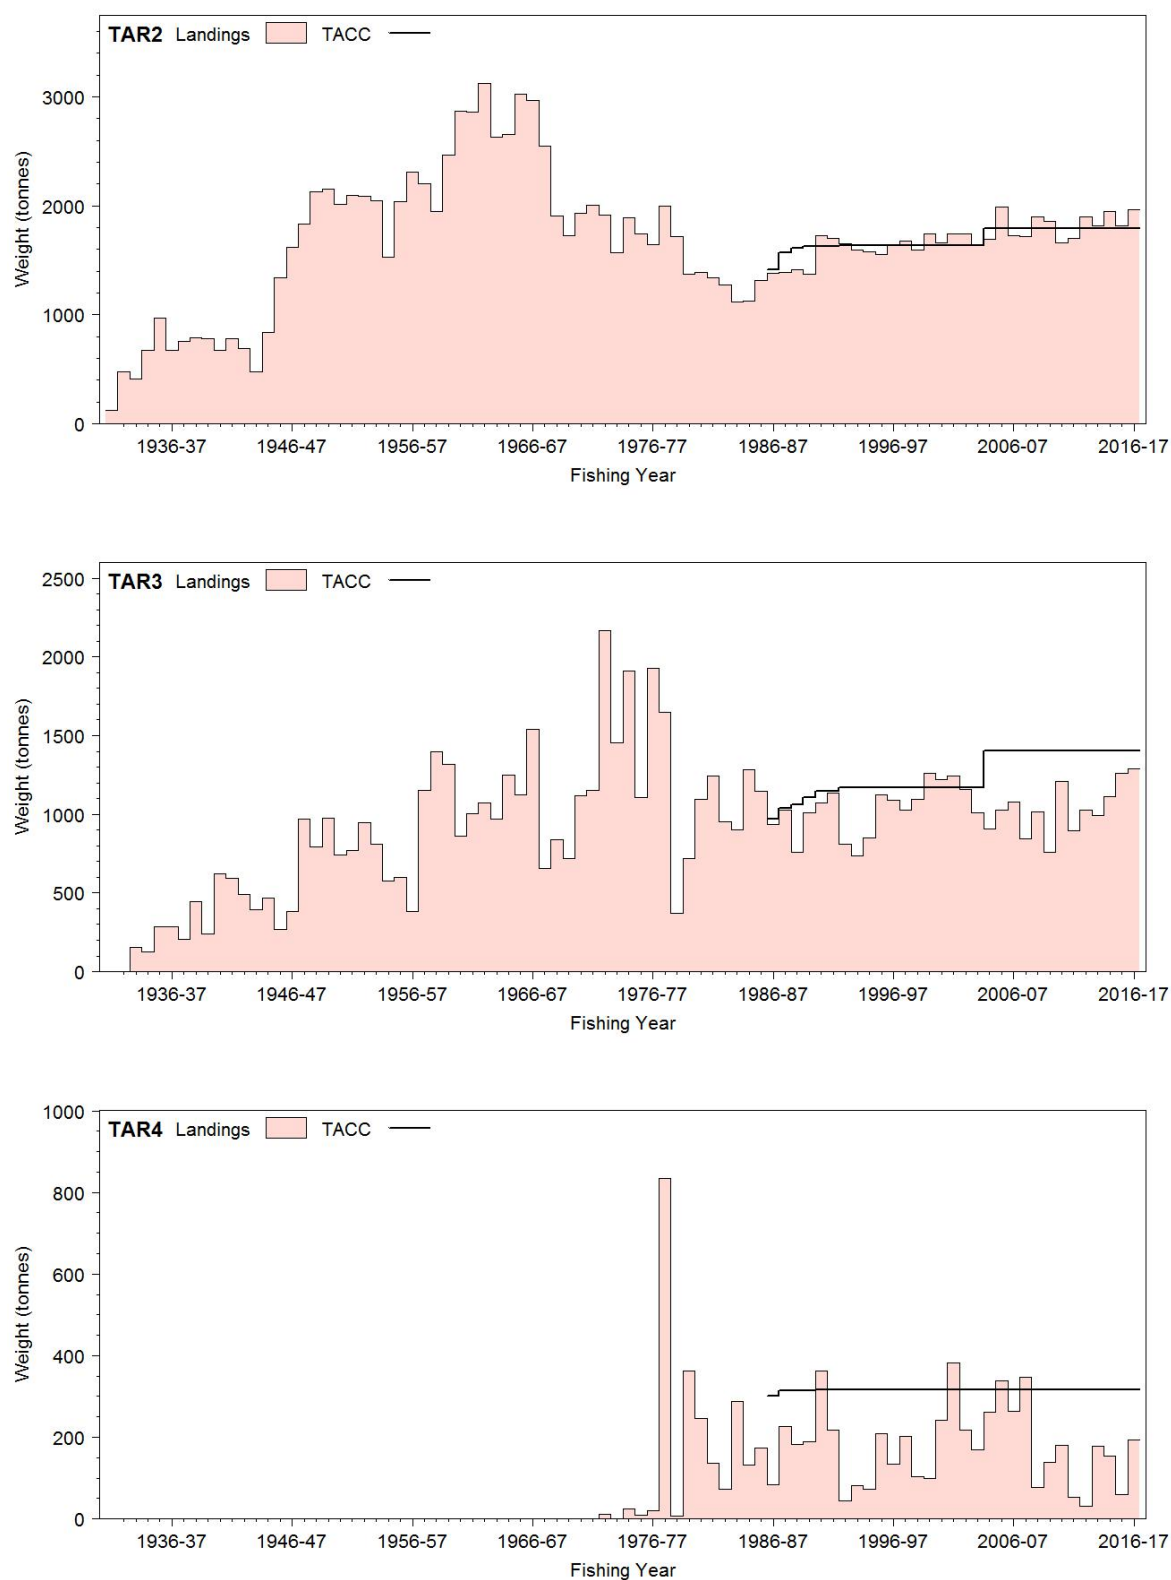 TAR2 Landings TACC
3000
2000
1000
0
Weight (tonnes)
1936-37 1946-47 1956-57 1966-67 1976-77 1986-87 1996-97 2006-07 2016-17
Fishing Year
TAR3 Landings TACC
2500
2000
1500
1000
500
0
Weight (tonnes)
1936-37 1946-47 1956-57 1966-67 1976-77 1986-87 1996-97 2006-07 2016-17
Fishing Year
TAR4 Landings TACC
1000
800
600
400
200
0
Weight (tonnes)
1936-37 1946-47 1956-57 1966-67 1976-77 1986-87 1996-97 2006-07 2016-17
Fishing Year